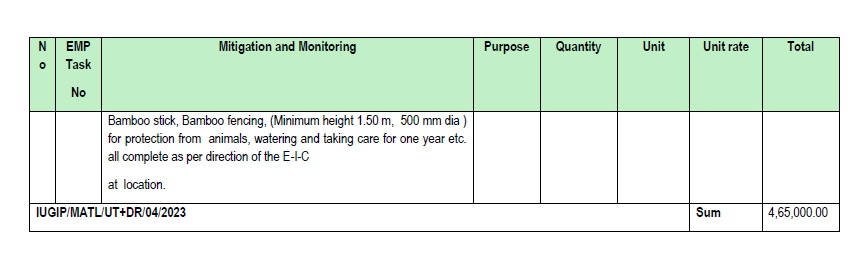 No EMP Task No Mitigation and Monitoring Purpose Quantity Unit Unit rate Total
Bamboo stick, Bamboo fencing, (Minimum height 1.50 m, 500 mm dia )
for protection from animals, watering and taking care for one year etc.
all complete as per direction of the E-I-C
at location.
IUGIP/MATL/UT+DR/04/2023 Sum 4,65,000.00